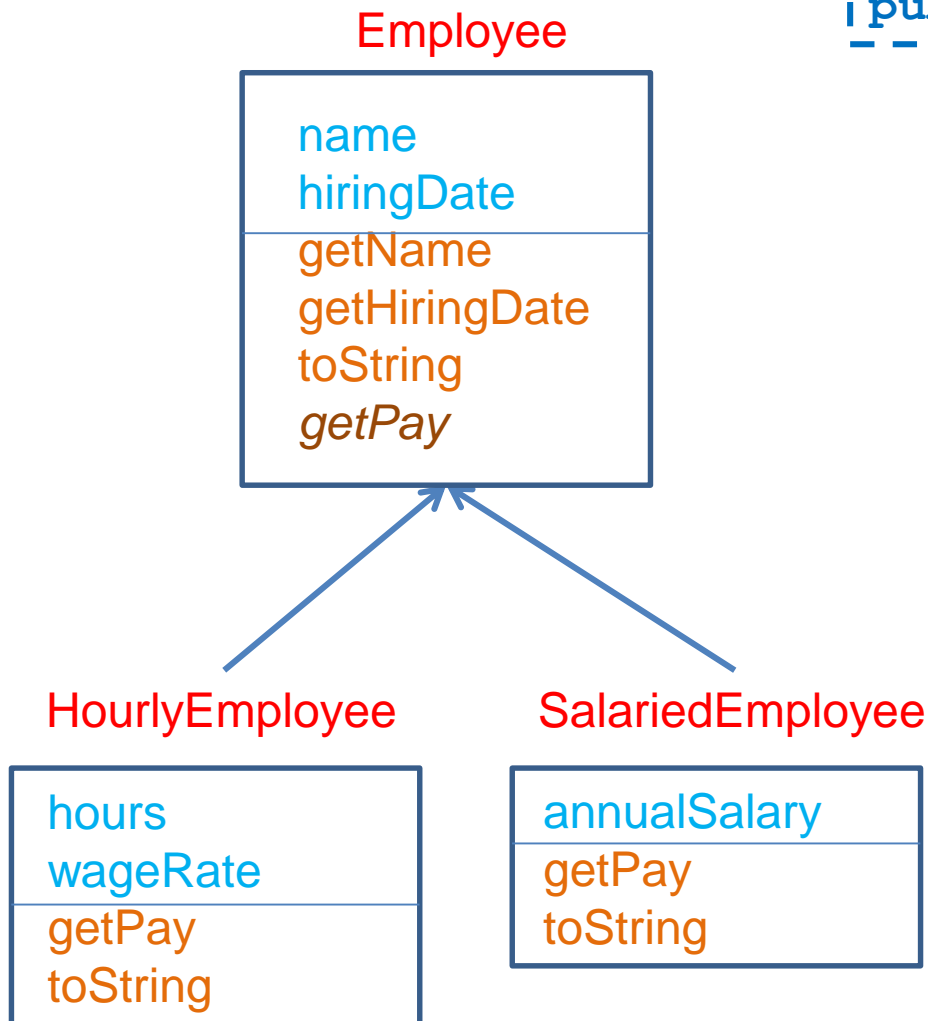 Employee
name
hiringDate
getName
getHiringDate
toString
getPay
HourlyEmployee
hours
wageRate
getPay
toString
SalariedEmployee
annualSalary
getPay
toString